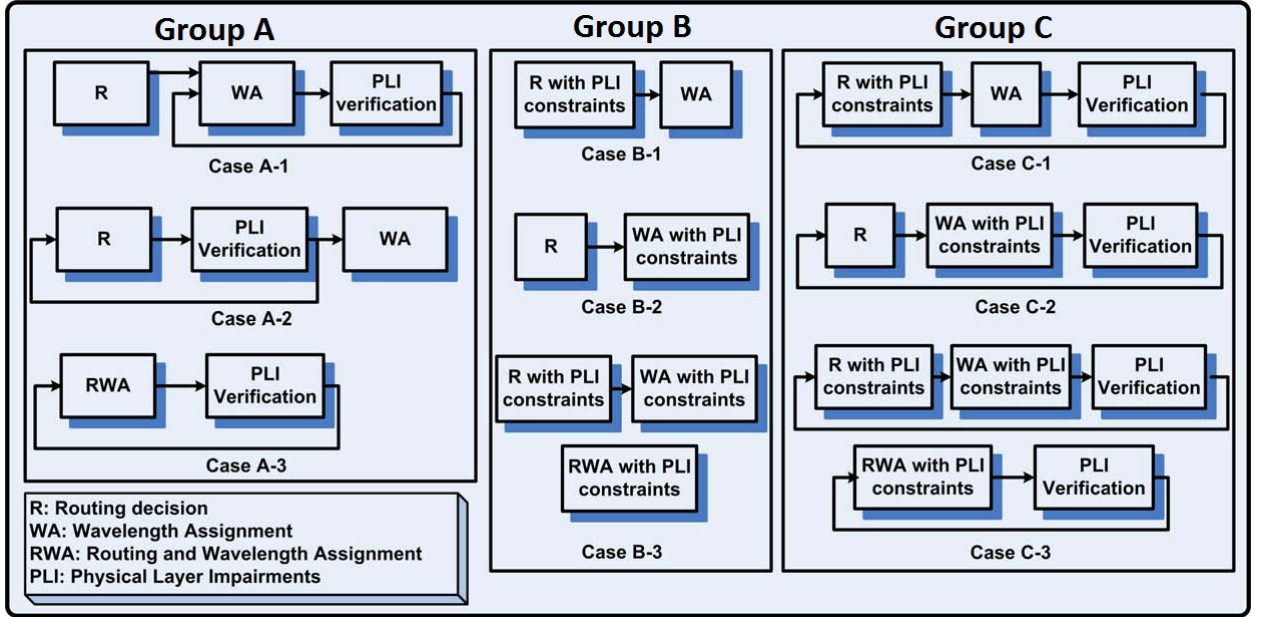 Group A
R
WA
PLI
verification
Case A-1
R
PLI
Verification
WA
Case A-2
RWA
PLI
Verification
Case A-3
R: Routing decision
WA: Wavelength Assignment
RWA: Routing and Wavelength Assignment
PLI: Physical Layer Impairments
Group B
R with PLI
constraints
WA
Case B-1
R
WA with PLI
constraints
Case B-2
R with PLI
constraints
WA with PLI
constraints
RWA with PLI
constraints
Case B-3
Group C
R with PLI
constraints
WA
PLI
Verification
Case C-1
R
WA with PLI
constraints
PLI
Verification
Case C-2
R with PLI
constraints
WA with PLI
constraints
PLI
Verification
RWA with PLI
constraints
PLI
Verification
Case C-3